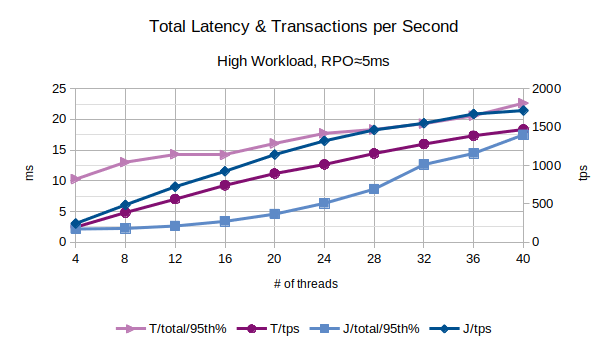 Total Latency & Transactions per Second
High Workload, RPO≈5ms
25 2000
20 1500
15
10 1000
5 500
0 0
ms tps
4 8 12 16 20 24 28 32 36 40
# of threads
T/total/95th% T/tps J/total/95th% J/tps